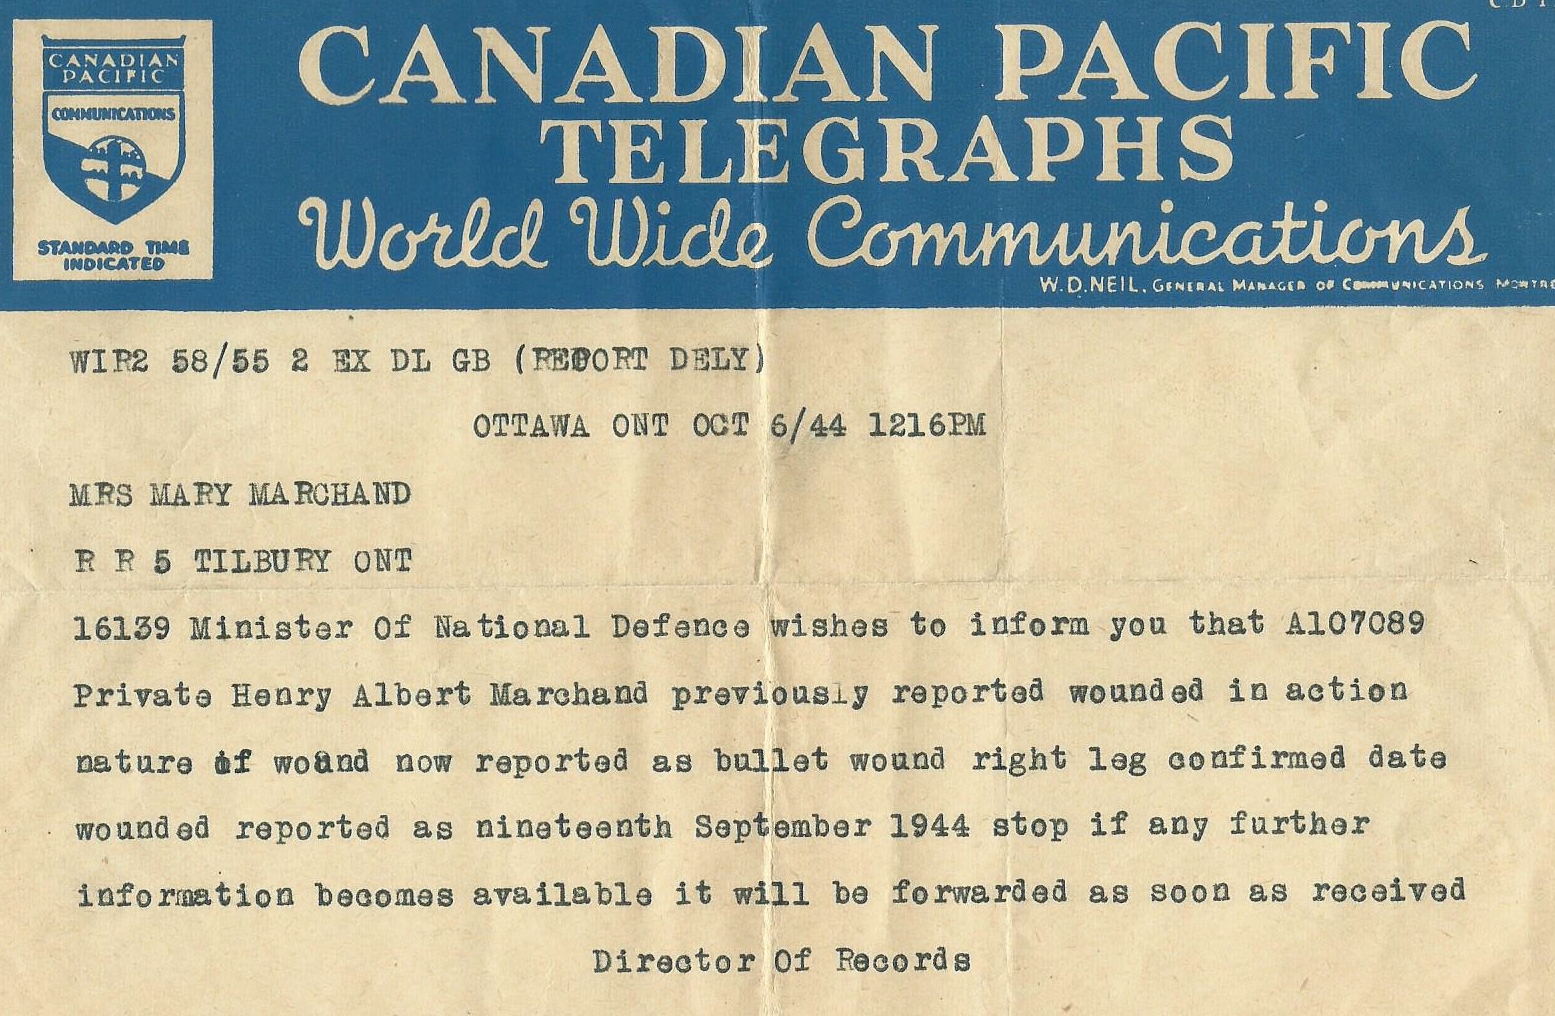 CANADIAN
PACIFIC
COMMUNICATIONS
STANDARD TIME
INDICATED
CANADIAN PACIFIC
TELEGRAPHS
World Wide Communications
W.D.NEIL, GENERAL MANAGER OF COMMUNICATIONS
WIR2 58/55 2 EX DL GB (REPORT DELY)
OTTAWA ONT OCT 6/44 1216PM
MRS MARY MARCHAND
R R 5 TILBURY ONT
16139 Minister Of National Defence wishes to inform you that A107089
Private Henry Albert Marchand previously reported wounded in action
nature of wound now reported as bullet wound right leg confirmed date
wounded reported as nineteenth September 1944 stop if any further
information becomes available it will be forwarded as soon as received
Director Of Records